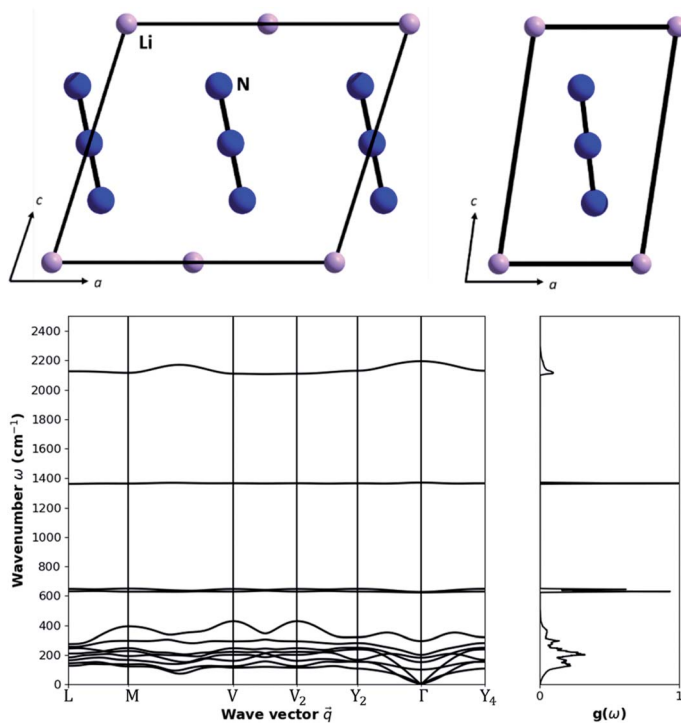 Li
N
c
a
c
a
2400
2200
2000
1800
1600
1400
1200
1000
800
600
400
200
0
Wavenumber ω (cm⁻¹)
L M V V₂ Y₂ Γ Y₄
Wave vector q⃗
0 1
g(ω)